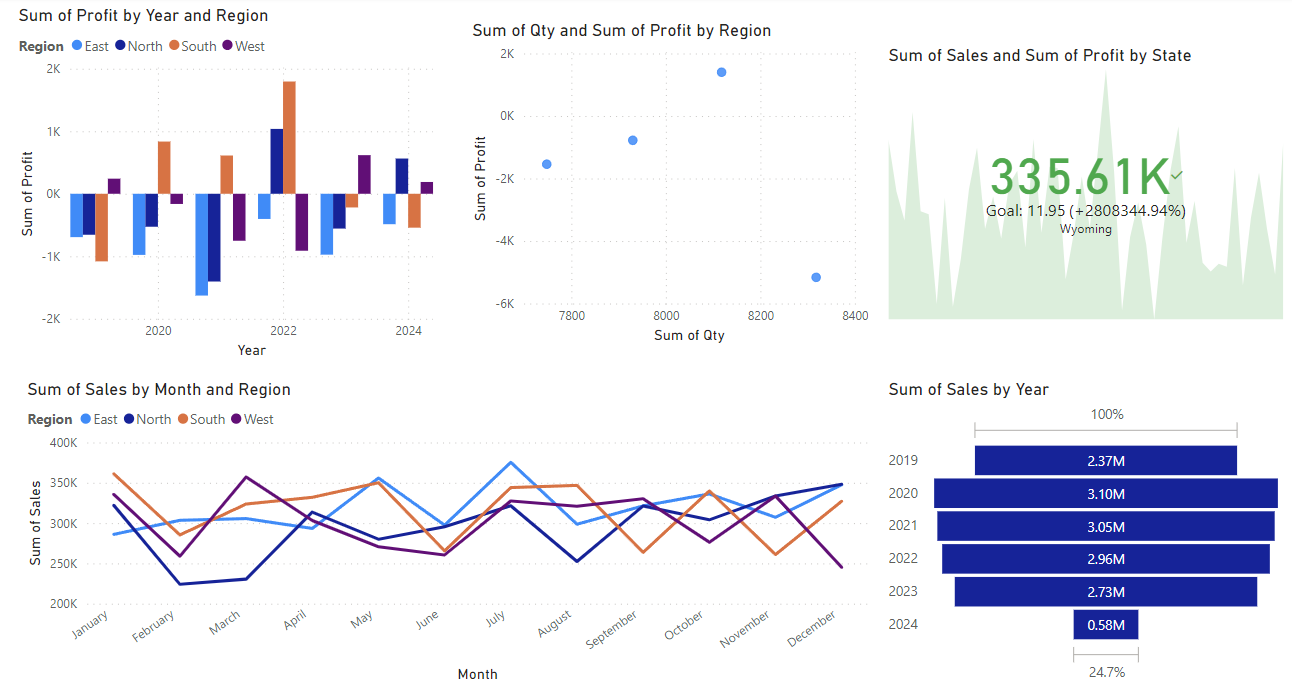 Sum of Profit by Year and Region
Region East North South West
2K
1K
0K
-1K
-2K
Sum of Profit
2020 2022 2024
Year
Sum of Qty and Sum of Profit by Region
2K
0K
-2K
-4K
-6K
Sum of Profit
7800 8000 8200 8400
Sum of Qty
Sum of Sales and Sum of Profit by State
335.61K
Goal: 11.95 (+2808344.94%)
Wyoming
Sum of Sales by Month and Region
Region East North South West
400K
350K
300K
250K
200K
Sum of Sales
January February March April May June July August September October November December
Month
Sum of Sales by Year
100%
2019 2.37M
2020 3.10M
2021 3.05M
2022 2.96M
2023 2.73M
2024 0.58M
24.7%